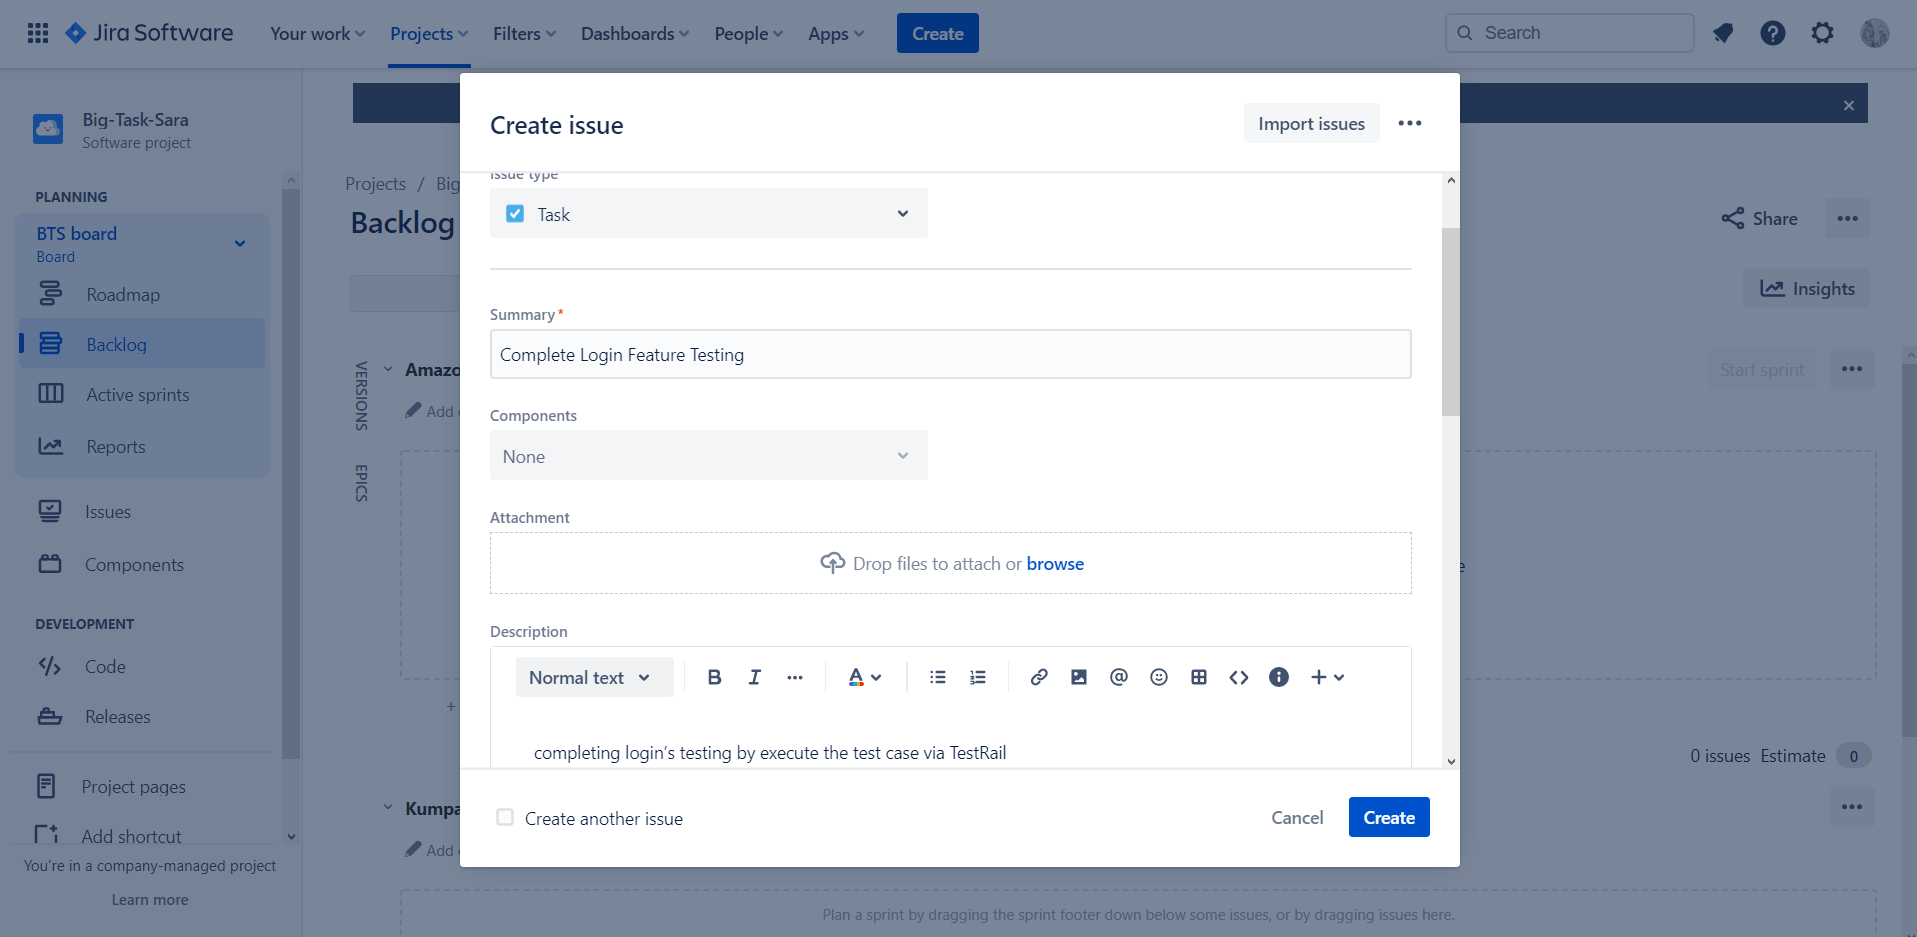 Jira Software
Your work
Projects
Filters
Dashboards
People
Apps
Create
Search
Big-Task-Sara
Software project
PLANNING
BTS board
Board
Roadmap
Backlog
Active sprints
Reports
Issues
Components
DEVELOPMENT
Code
Releases
Project pages
Add shortcut
You're in a company-managed project
Learn more
Projects / Big
Backlog
Share
Insights
VERSIONS
EPICS
Amazo
Add
Start sprint
0 issues Estimate 0
Kumpa
Add
Plan a sprint by dragging the sprint footer down below some issues, or by dragging issues here.
Create issue
Import issues
Issue type
Task
Summary*
Complete Login Feature Testing
Components
None
Attachment
Drop files to attach or browse
Description
Normal text
B I A @
completing login's testing by execute the test case via TestRail
Create another issue
Cancel
Create